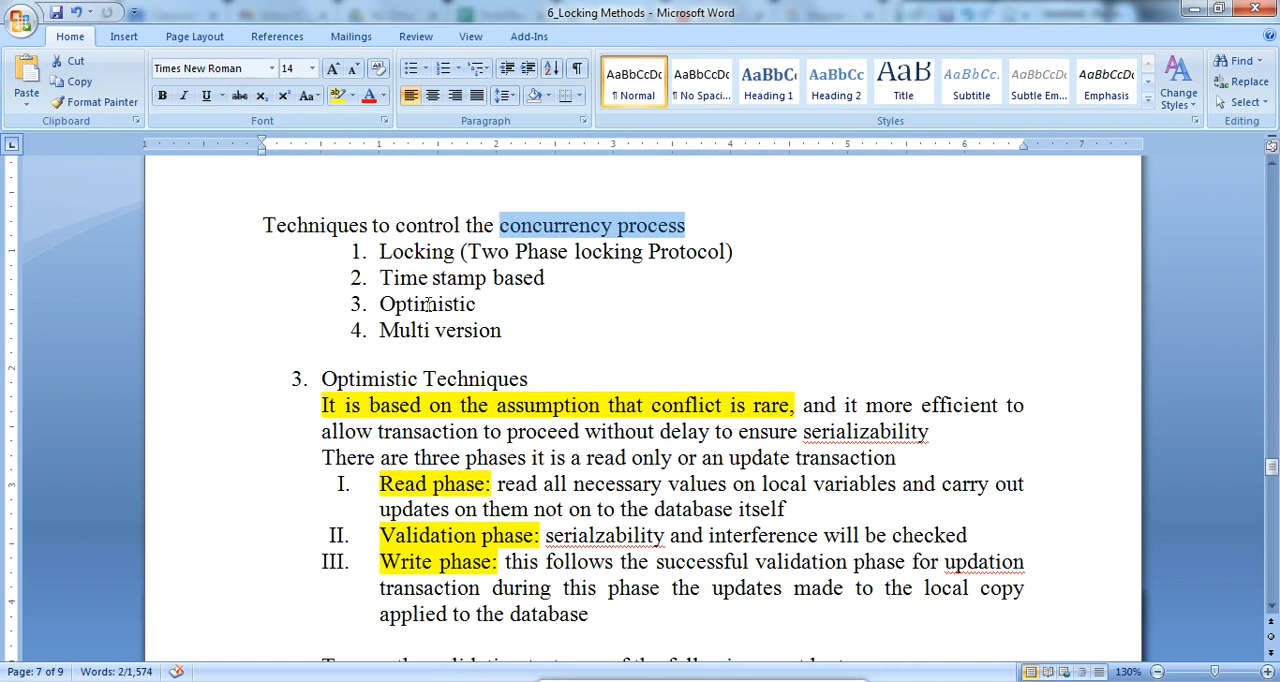 6_Locking Methods - Microsoft Word
Home Insert Page Layout References Mailings Review View Add-Ins
Paste Cut Copy Format Painter
Times New Roman 14
AaBbCcDc AaBbCcDc AaBbC AaBbCc AaB AaBbCc. AaBbCcDc AaBbCcDc
¶ Normal ¶ No Spaci... Heading 1 Heading 2 Title Subtitle Subtle Em... Emphasis
Change Styles
Find Replace Select
Clipboard Font Paragraph Styles Editing
Techniques to control the concurrency process
1. Locking (Two Phase locking Protocol)
2. Time stamp based
3. Optimistic
4. Multi version
3. Optimistic Techniques
It is based on the assumption that conflict is rare, and it more efficient to
allow transaction to proceed without delay to ensure serializability
There are three phases it is a read only or an update transaction
I. Read phase: read all necessary values on local variables and carry out
updates on them not on to the database itself
II. Validation phase: serialzability and interference will be checked
III. Write phase: this follows the successful validation phase for updation
transaction during this phase the updates made to the local copy
applied to the database
Page: 7 of 9 Words: 2/1,574 130%